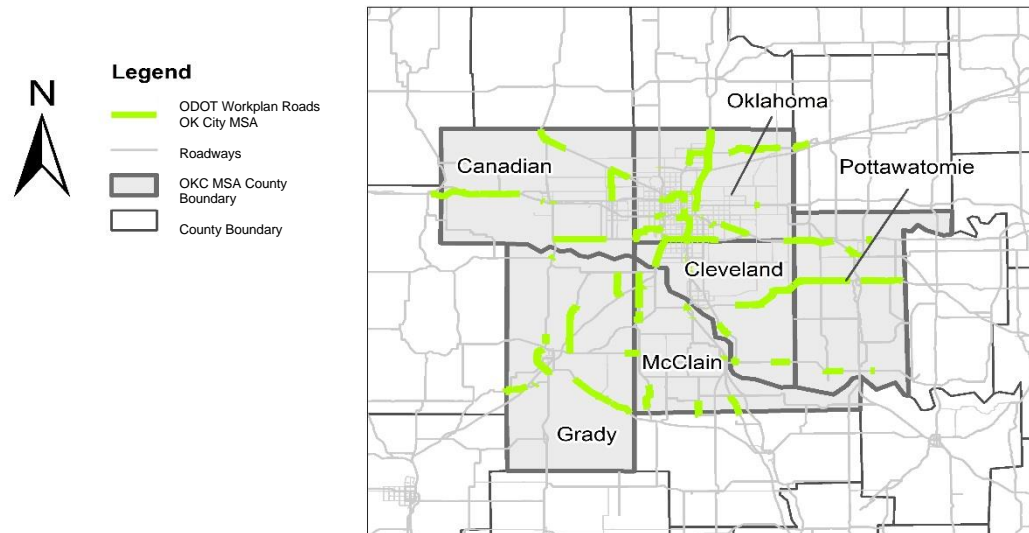 N
Legend
ODOT Workplan Roads
OK City MSA
Roadways
OKC MSA County
Boundary
County Boundary
Oklahoma
Canadian
Pottawatomie
Cleveland
McClain
Grady